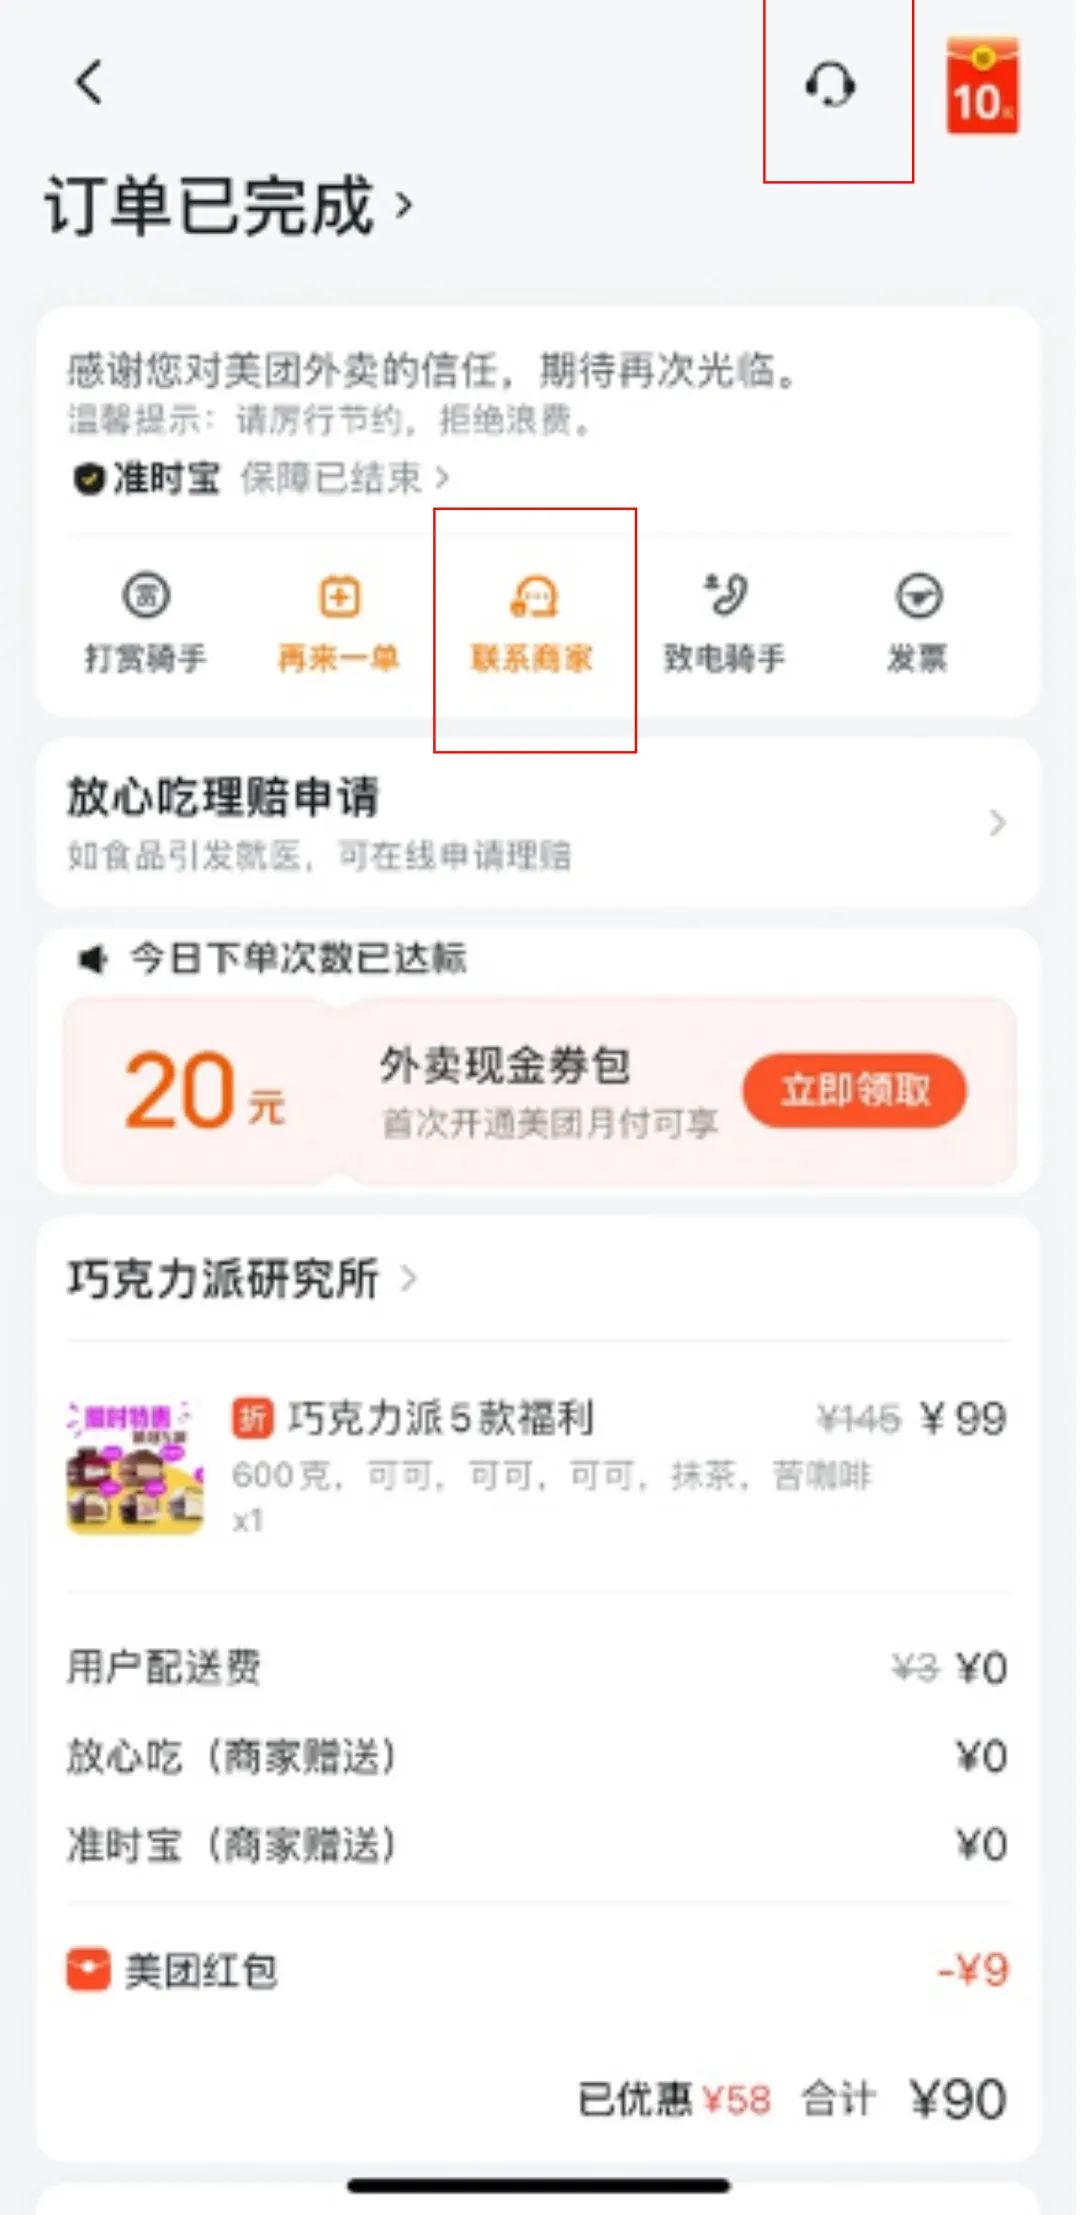 10元
订单已完成 >
感谢您对美团外卖的信任，期待再次光临。
温馨提示：请厉行节约，拒绝浪费。
准时宝 保障已结束 >
赏
打赏骑手 再来一单 联系商家 致电骑手 发票
放心吃理赔申请
如食品引发就医，可在线申请理赔
今日下单次数已达标
20元 外卖现金券包 立即领取
首次开通美团月付可享
巧克力派研究所 >
限时特惠
折 巧克力派5款福利 ¥145 ¥99
600克，可可，可可，可可，抹茶，苦咖啡
x1
用户配送费 ¥3 ¥0
放心吃（商家赠送） ¥0
准时宝（商家赠送） ¥0
美团红包 -¥9
已优惠¥58 合计 ¥90